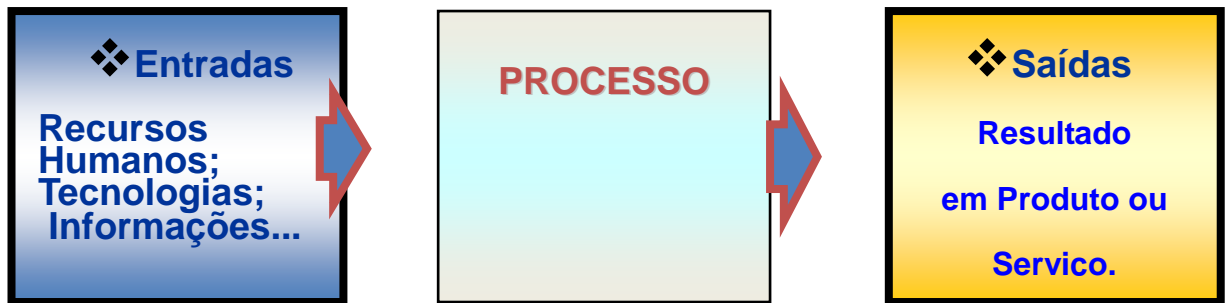 ❖Entradas
Recursos
Humanos;
Tecnologias;
Informações...
PROCESSO
❖Saídas
Resultado
em Produto ou
Servico.